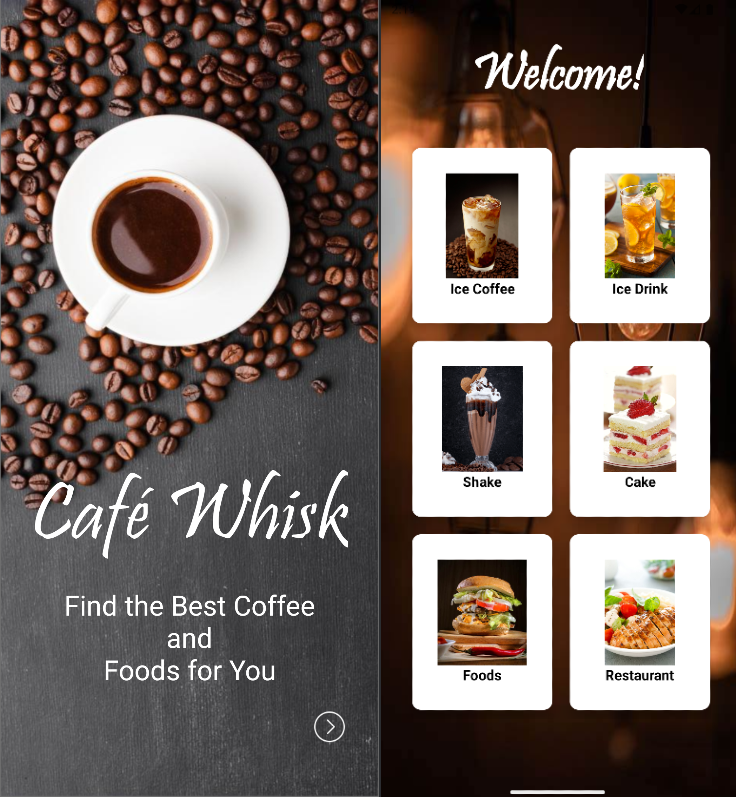 Café Whisk
Find the Best Coffee
and
Foods for You
Welcome!
Ice Coffee
Ice Drink
Shake
Cake
Foods
Restaurant